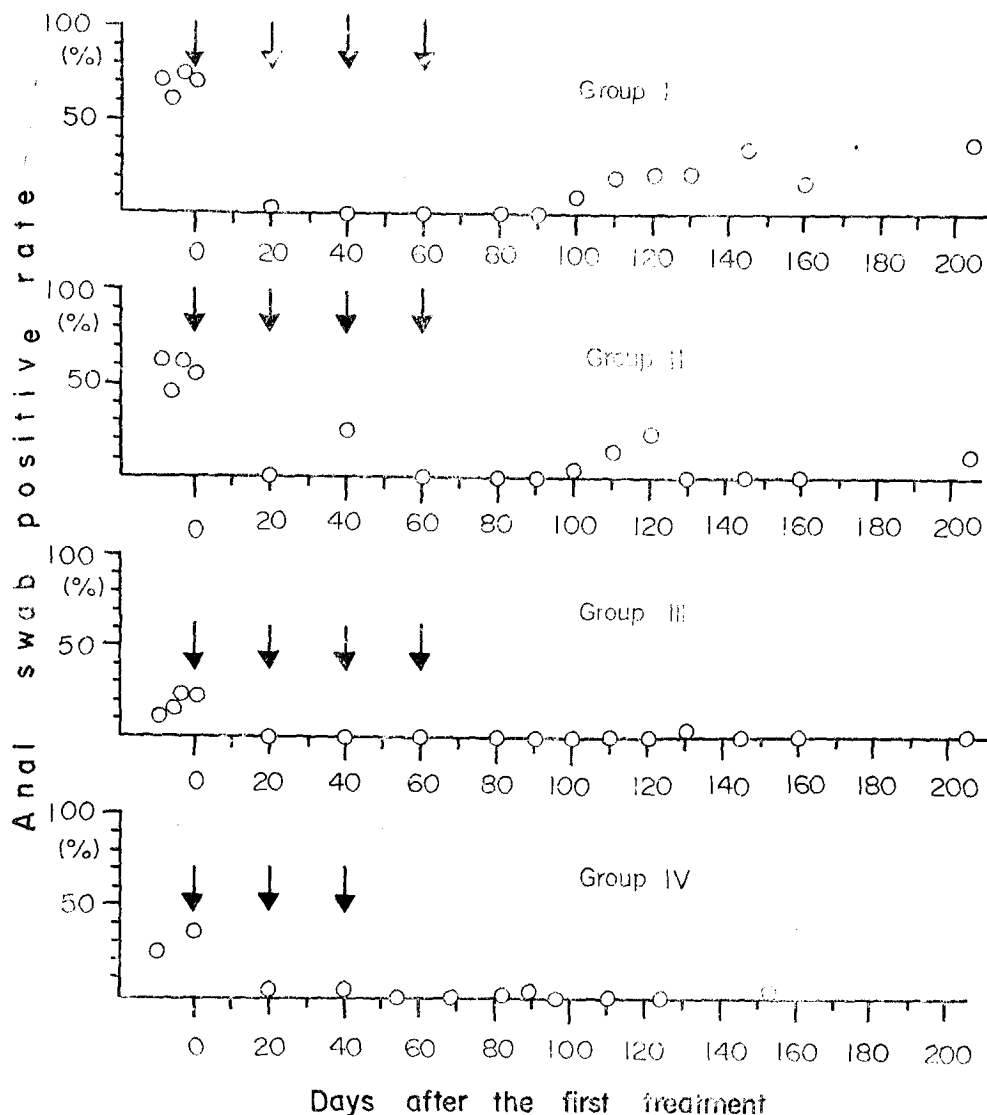 Anal swab positive rate
100
(%)
50
Group I
0 20 40 60 80 100 120 140 160 180 200
100
(%)
50
Group II
0 20 40 60 80 100 120 140 160 180 200
100
(%)
50
Group III
0 20 40 60 80 100 120 140 160 180 200
100
(%)
50
Group IV
0 20 40 60 80 100 120 140 160 180 200
Days after the first treatment